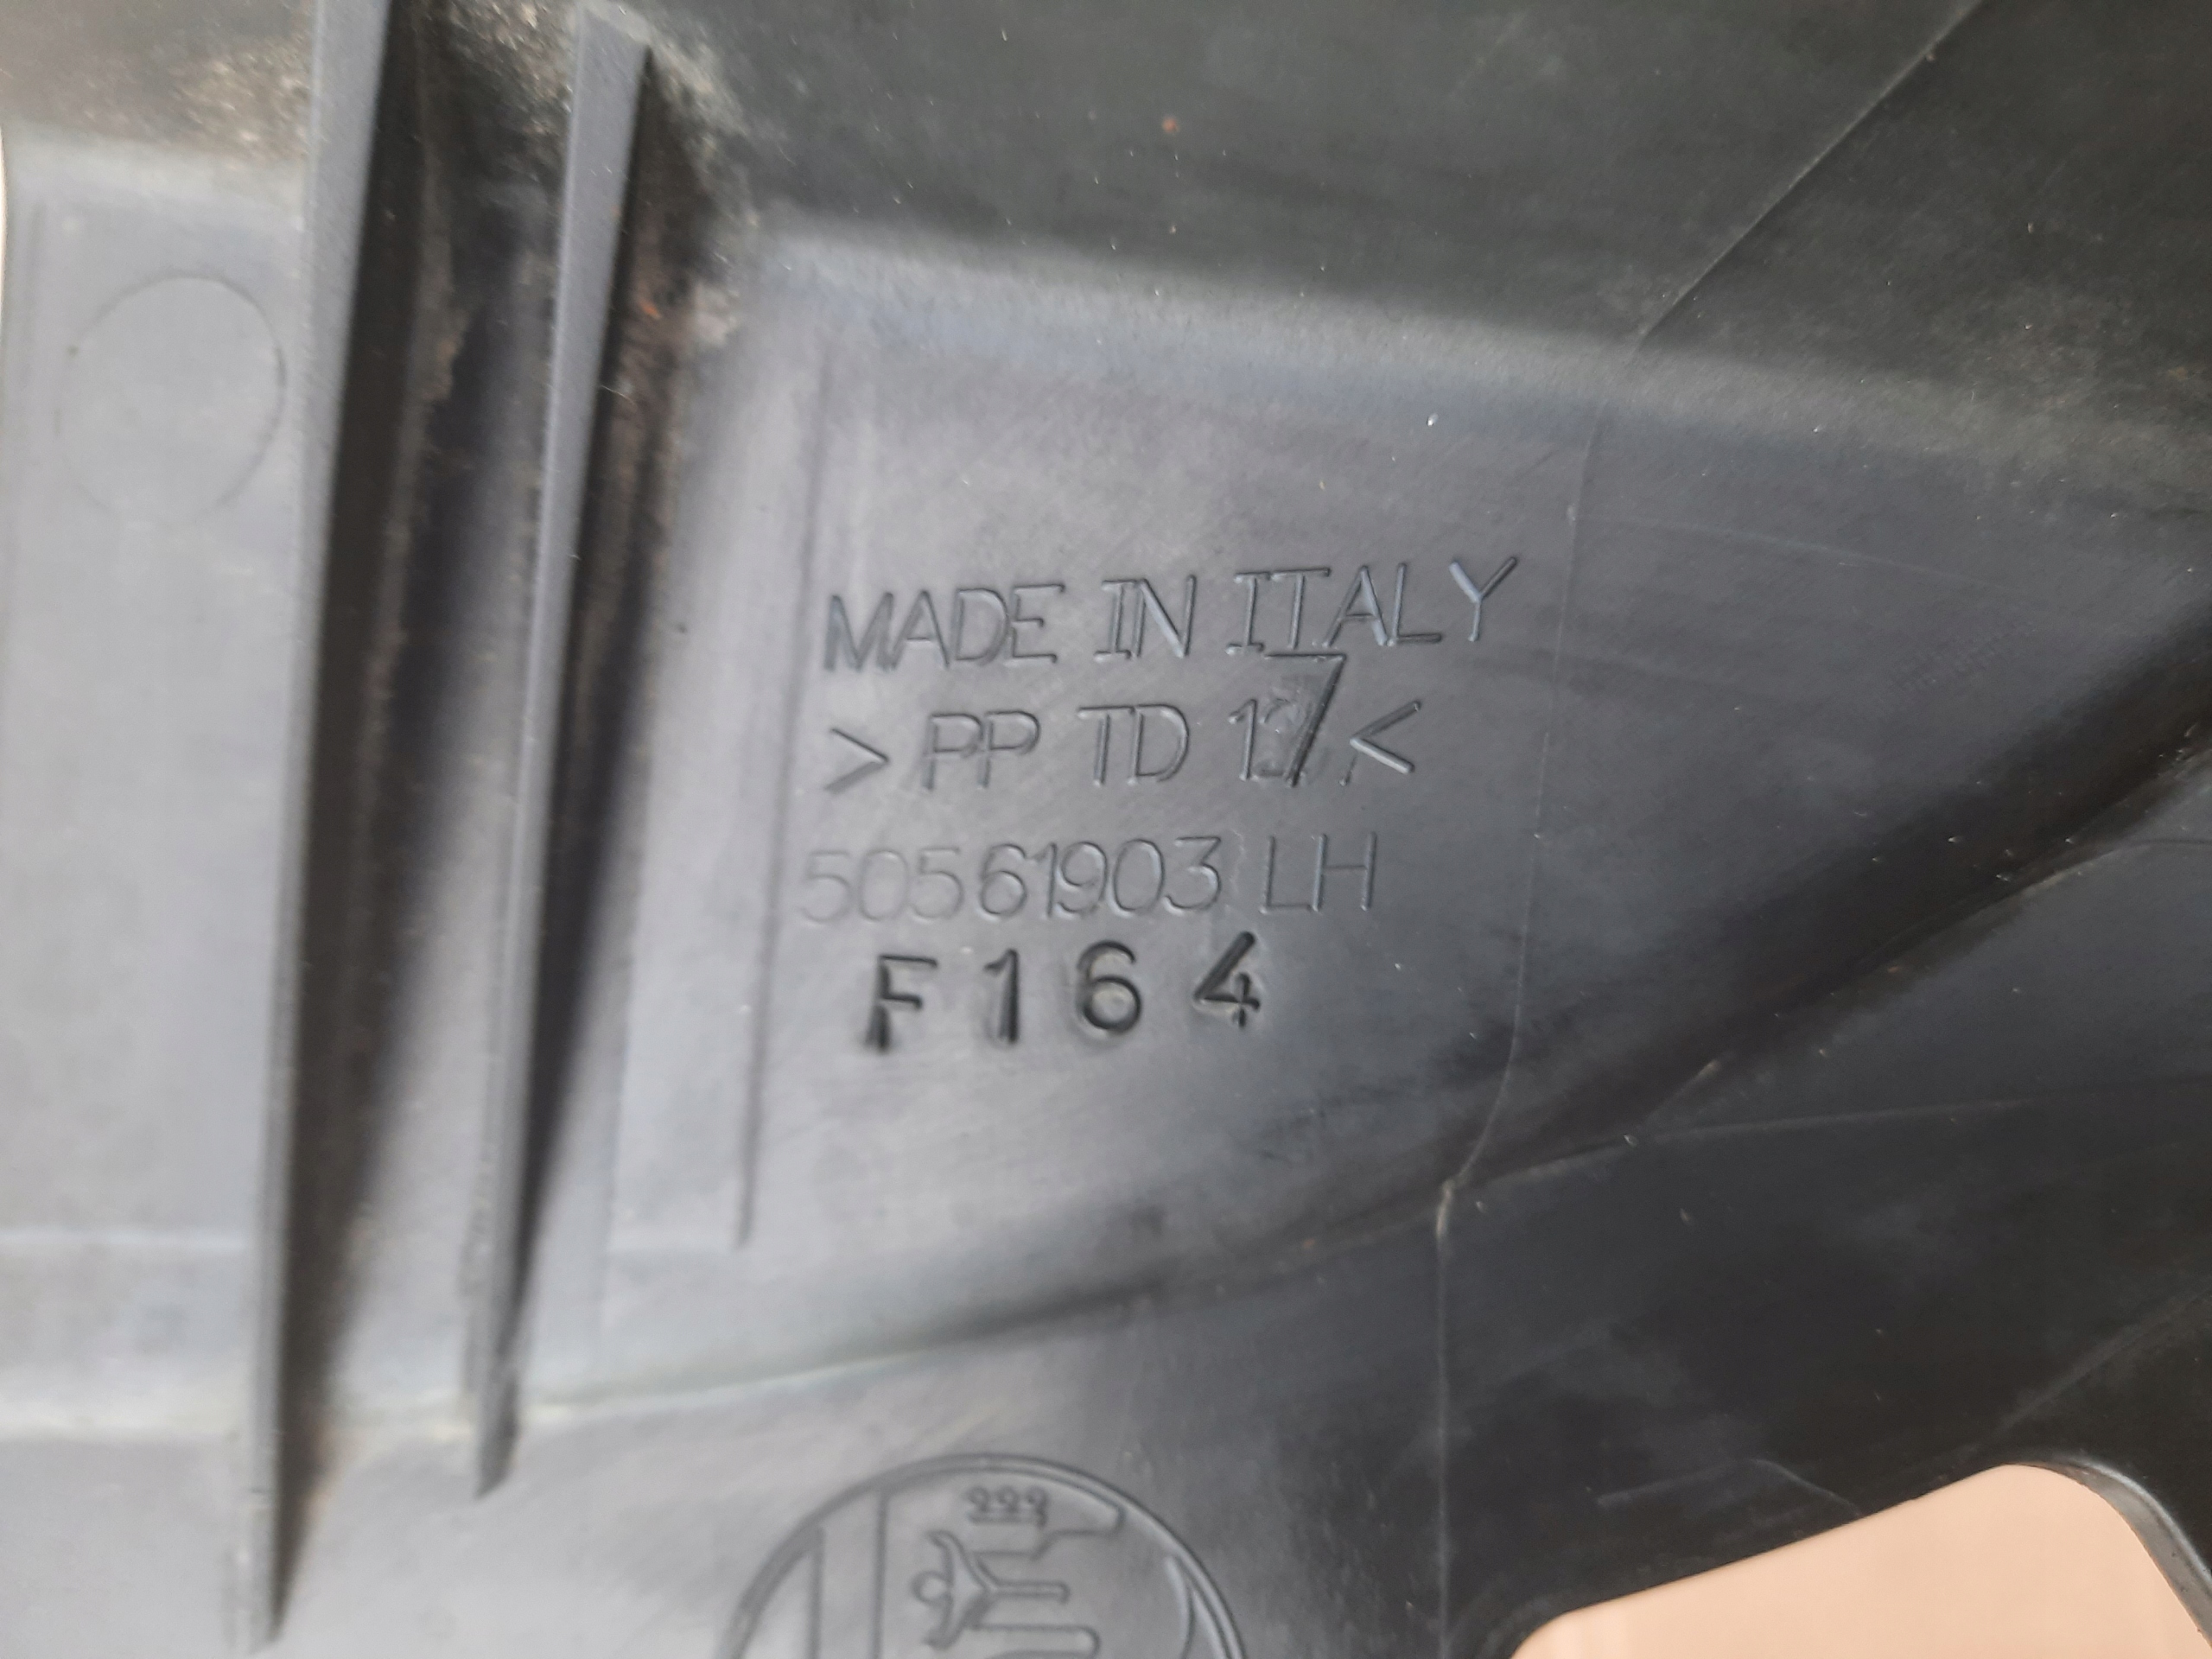 MADE IN ITALY
>PP TD 17<
50561903 LH
F164